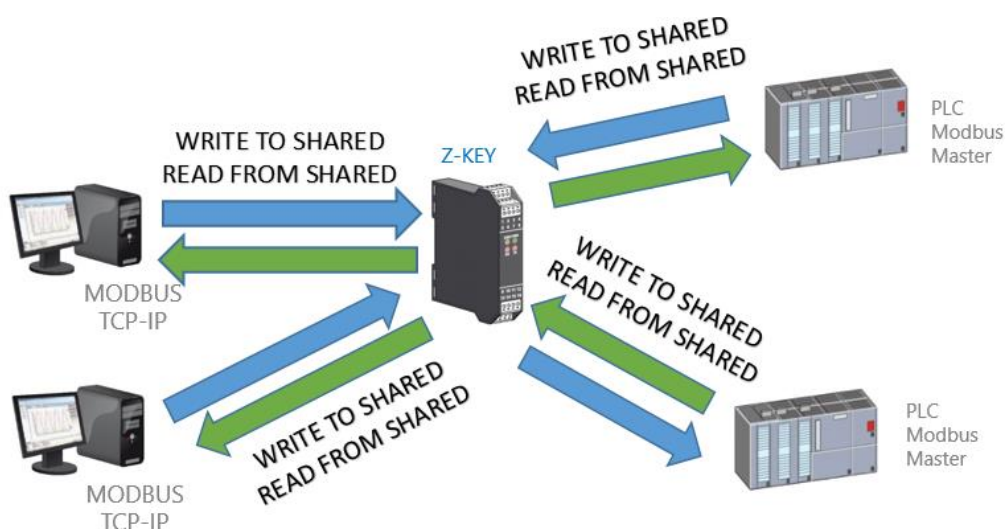 WRITE TO SHARED
READ FROM SHARED
PLC
Modbus
Master
WRITE TO SHARED
READ FROM SHARED
Z-KEY
MODBUS
TCP-IP
WRITE TO SHARED
READ FROM SHARED
WRITE TO SHARED
READ FROM SHARED
PLC
Modbus
Master
MODBUS
TCP-IP